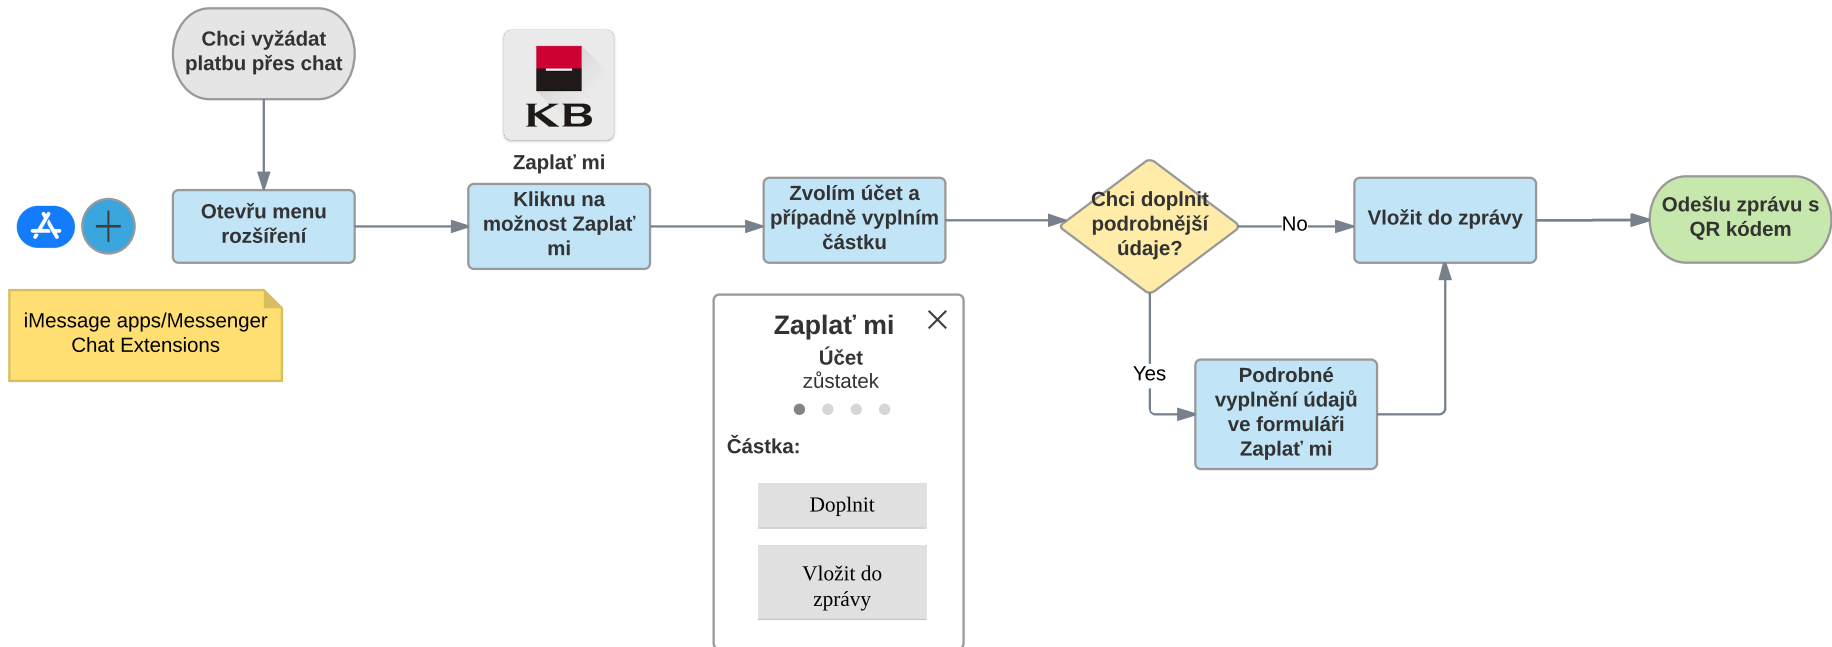 Chci vyžádat
platbu přes chat
KB
Zaplať mi
Otevřu menu
rozšíření
Kliknu na
možnost Zaplať
mi
Zvolím účet a
případně vyplním
částku
Chci doplnit
podrobnější
údaje?
No
Vložit do zprávy
Odešlu zprávu s
QR kódem
iMessage apps/Messenger
Chat Extensions
Zaplať mi
Účet
zůstatek
Částka:
Doplnit
Vložit do
zprávy
Yes
Podrobné
vyplnění údajů
ve formuláři
Zaplať mi